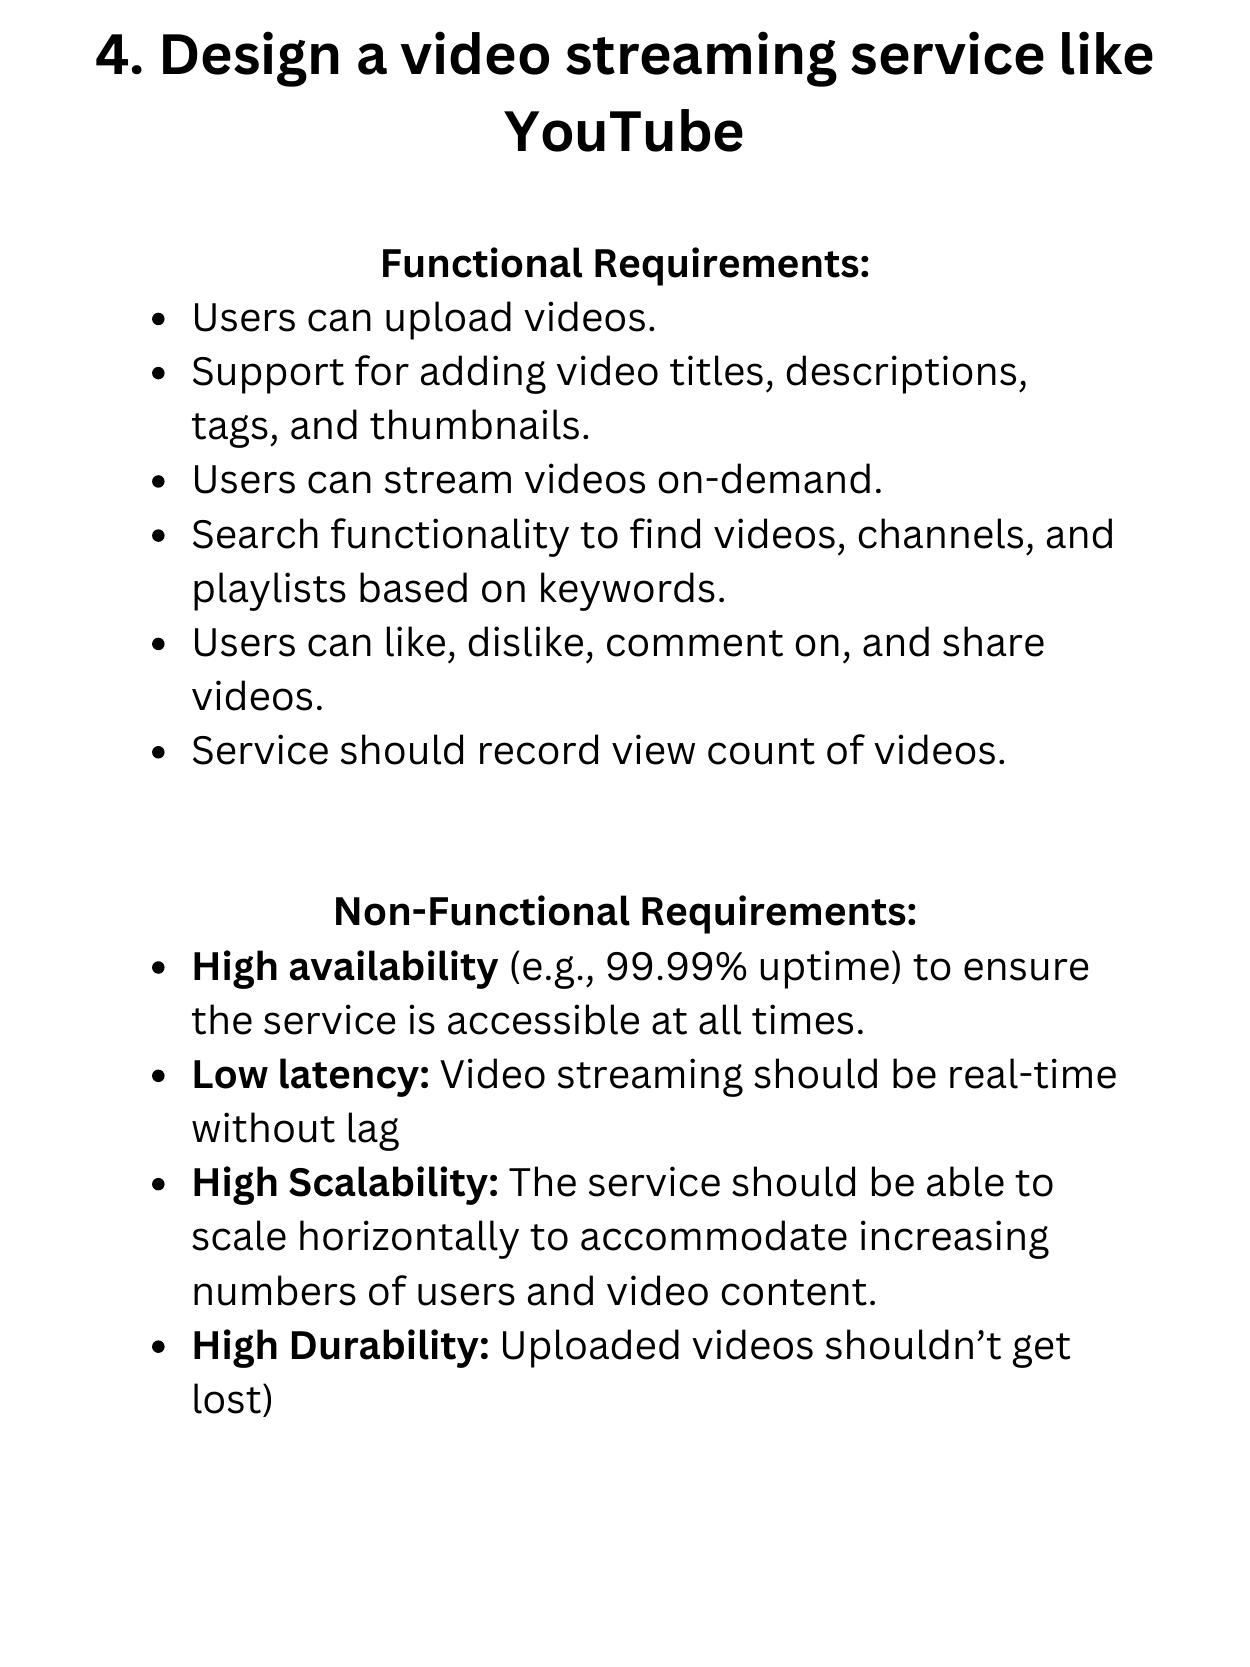 4. Design a video streaming service like
YouTube
Functional Requirements:
• Users can upload videos.
• Support for adding video titles, descriptions,
tags, and thumbnails.
• Users can stream videos on-demand.
• Search functionality to find videos, channels, and
playlists based on keywords.
• Users can like, dislike, comment on, and share
videos.
• Service should record view count of videos.
Non-Functional Requirements:
• High availability (e.g., 99.99% uptime) to ensure
the service is accessible at all times.
• Low latency: Video streaming should be real-time
without lag
• High Scalability: The service should be able to
scale horizontally to accommodate increasing
numbers of users and video content.
• High Durability: Uploaded videos shouldn’t get
lost)